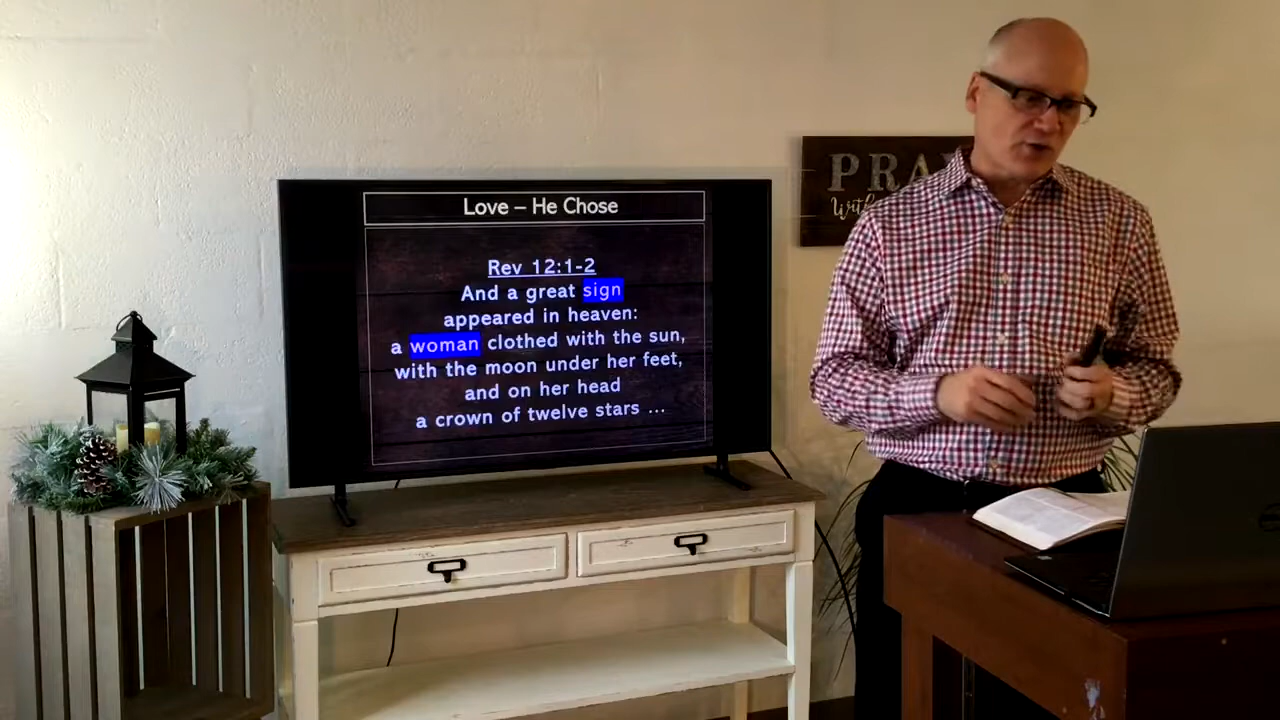 Love – He Chose
Rev 12:1-2
And a great sign
appeared in heaven:
a woman clothed with the sun,
with the moon under her feet,
and on her head
a crown of twelve stars ...